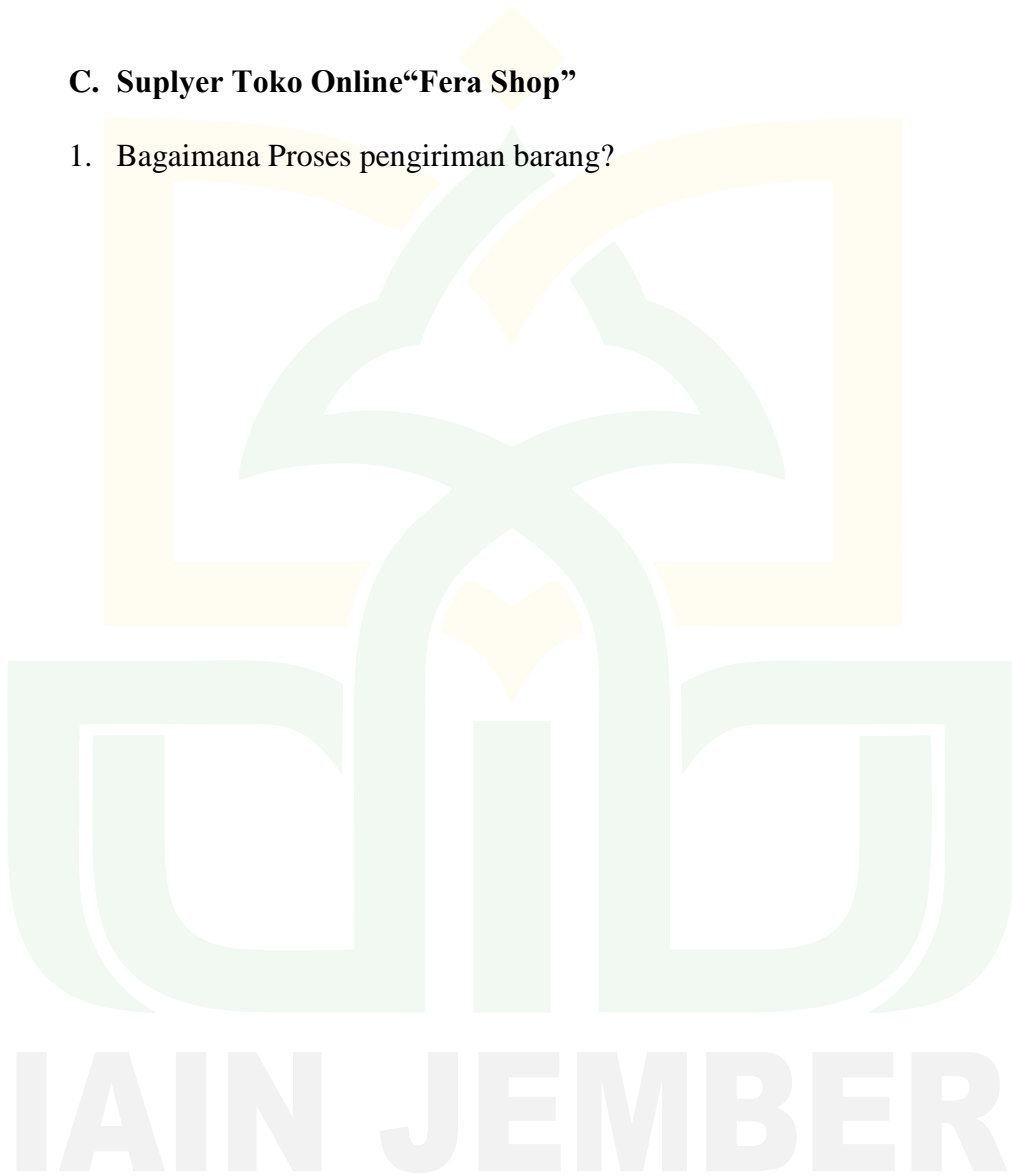 C. Suplyer Toko Online“Fera Shop”
1. Bagaimana Proses pengiriman barang?
IAIN JEMBER